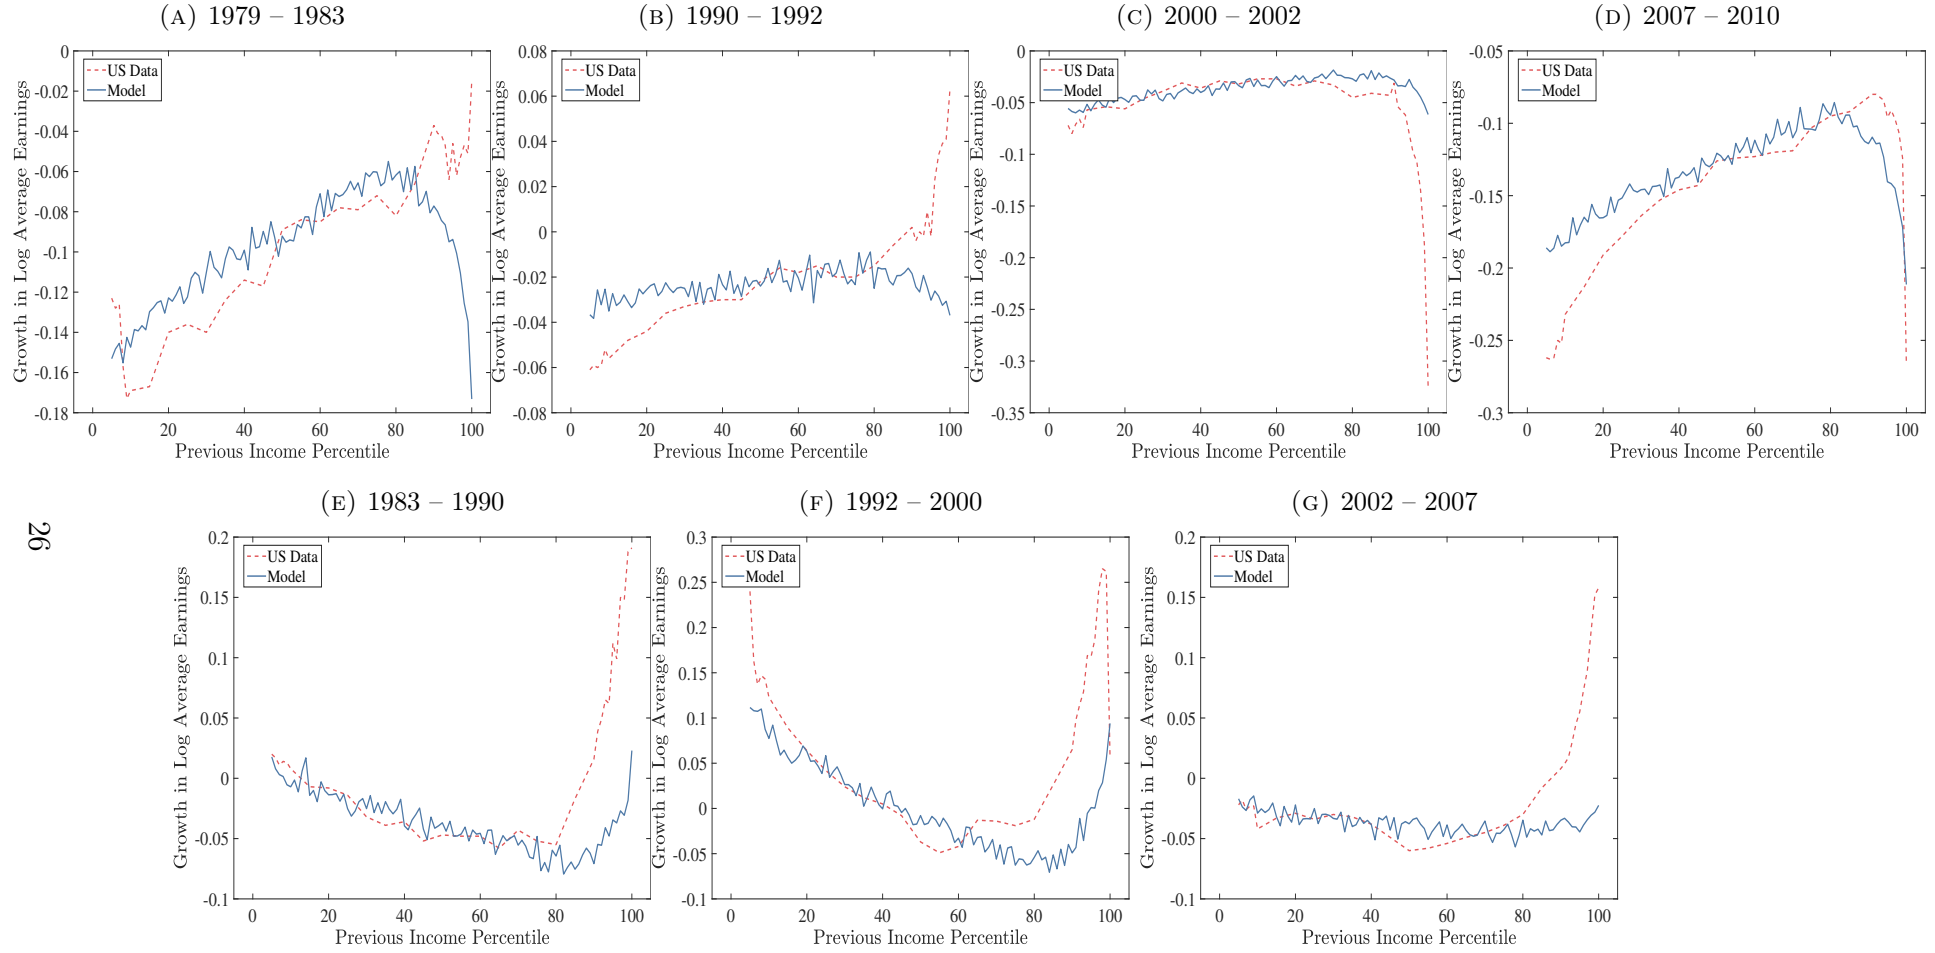 (A) 1979 – 1983
(B) 1990 – 1992
(C) 2000 – 2002
(D) 2007 – 2010
Growth in Log Average Earnings
0
-0.02
-0.04
-0.06
-0.08
-0.1
-0.12
-0.14
-0.16
-0.18
US Data
Model
0 20 40 60 80 100
Previous Income Percentile
Growth in Log Average Earnings
0.08
0.06
0.04
0.02
0
-0.02
-0.04
-0.06
-0.08
US Data
Model
0 20 40 60 80 100
Previous Income Percentile
Growth in Log Average Earnings
0
-0.05
-0.1
-0.15
-0.2
-0.25
-0.3
-0.35
US Data
Model
0 20 40 60 80 100
Previous Income Percentile
Growth in Log Average Earnings
-0.05
-0.1
-0.15
-0.2
-0.25
-0.3
US Data
Model
0 20 40 60 80 100
Previous Income Percentile
26
(E) 1983 – 1990
(F) 1992 – 2000
(G) 2002 – 2007
Growth in Log Average Earnings
0.2
0.15
0.1
0.05
0
-0.05
-0.1
US Data
Model
0 20 40 60 80 100
Previous Income Percentile
Growth in Log Average Earnings
0.3
0.25
0.2
0.15
0.1
0.05
0
-0.05
-0.1
US Data
Model
0 20 40 60 80 100
Previous Income Percentile
Growth in Log Average Earnings
0.2
0.15
0.1
0.05
0
-0.05
-0.1
US Data
Model
0 20 40 60 80 100
Previous Income Percentile